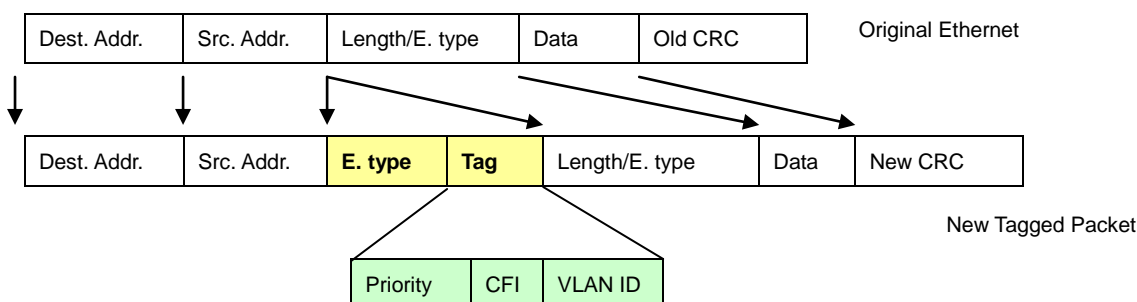 Dest. Addr. Src. Addr. Length/E. type Data Old CRC Original Ethernet
Dest. Addr. Src. Addr. E. type Tag Length/E. type Data New CRC
New Tagged Packet
Priority CFI VLAN ID